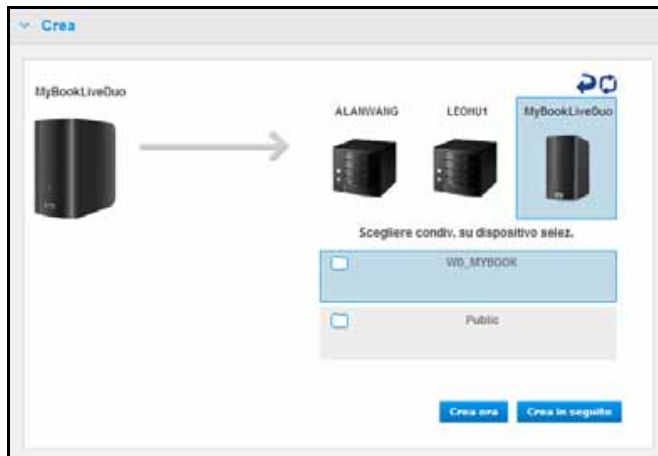 Crea
MyBookLiveDuo
ALANWANG LEOHU1 MyBookLiveDuo
Scegliere condiv. su dispositivo selez.
WD_MYBOOK
Public
Crea ora Crea in seguito